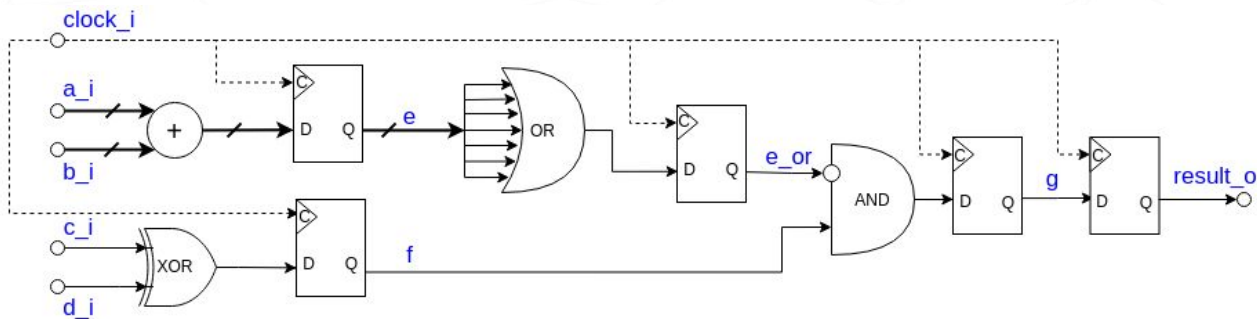 clock_i
a_i
b_i
+
C
D
Q
e
OR
C
D
Q
e_or
AND
C
D
Q
g
C
D
Q
result_o
c_i
d_i
XOR
C
D
Q
f